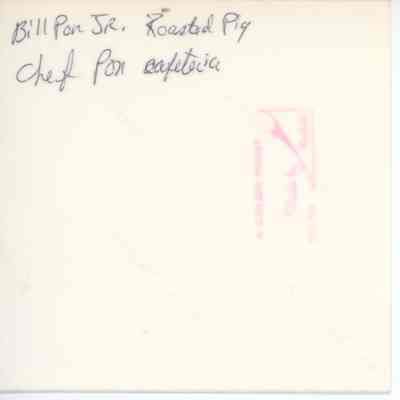 Bill Pon JR. Roasted Pig
Chef Pon cafeteria